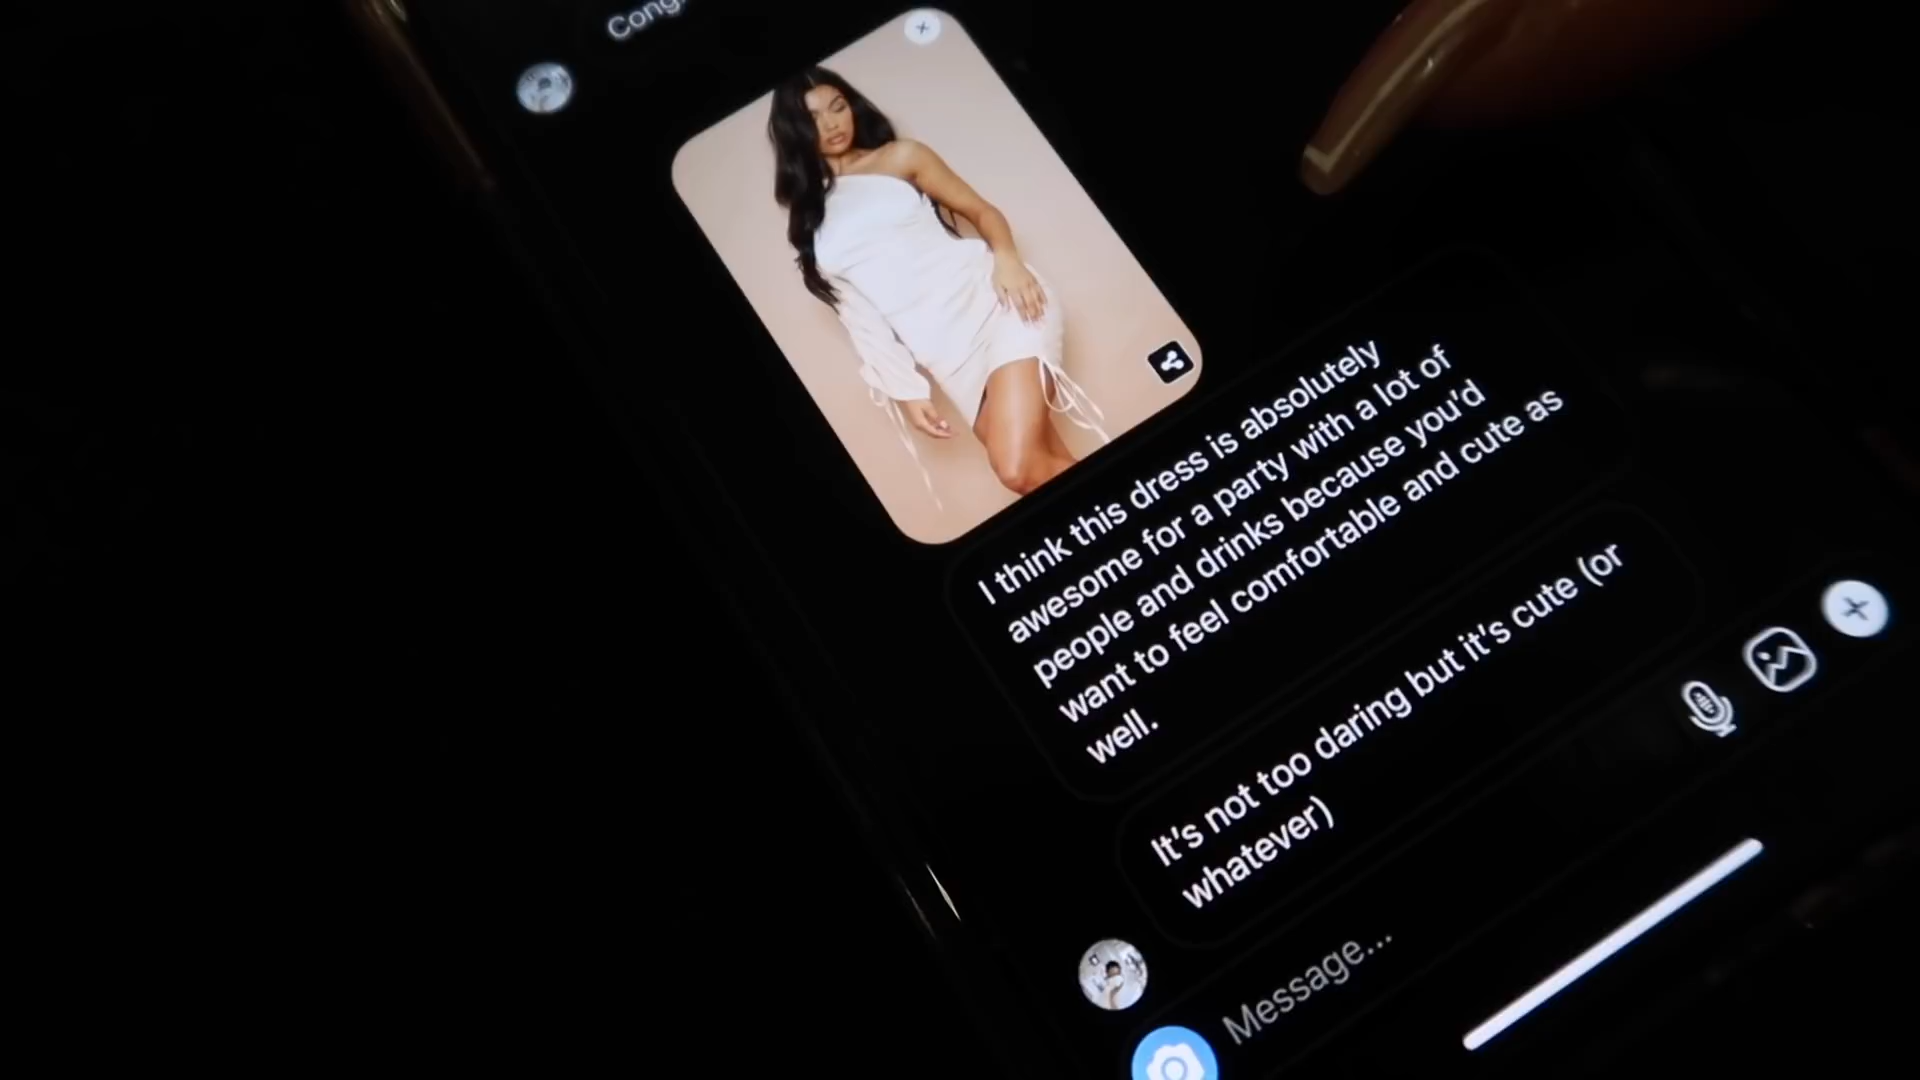 I think this dress is absolutely
awesome for a party with a lot of
people and drinks because you'd
want to feel comfortable and cute as
well.
It's not too daring but it's cute (or
whatever)
Message...